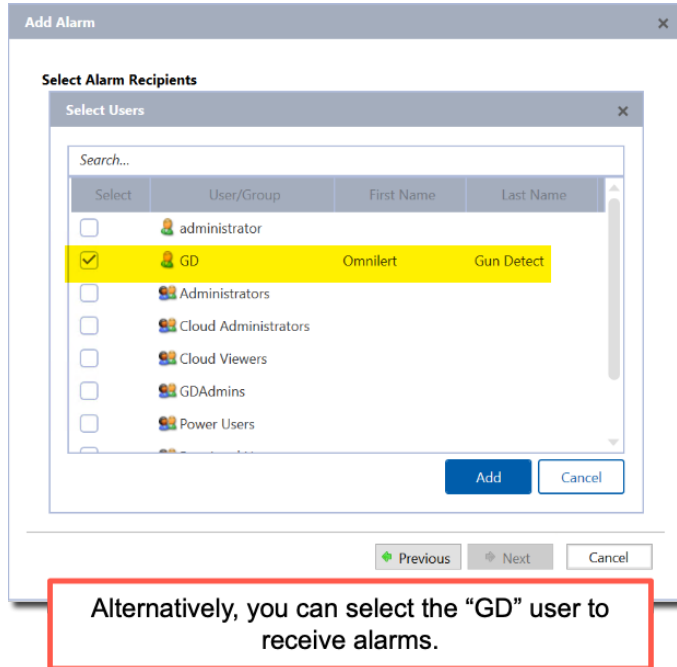 Add Alarm
Select Alarm Recipients
Select Users
Search...
Select User/Group First Name Last Name
administrator
GD Omnilert Gun Detect
Administrators
Cloud Administrators
Cloud Viewers
GDAdmins
Power Users
Add Cancel
Previous Next Cancel
Alternatively, you can select the “GD” user to
receive alarms.